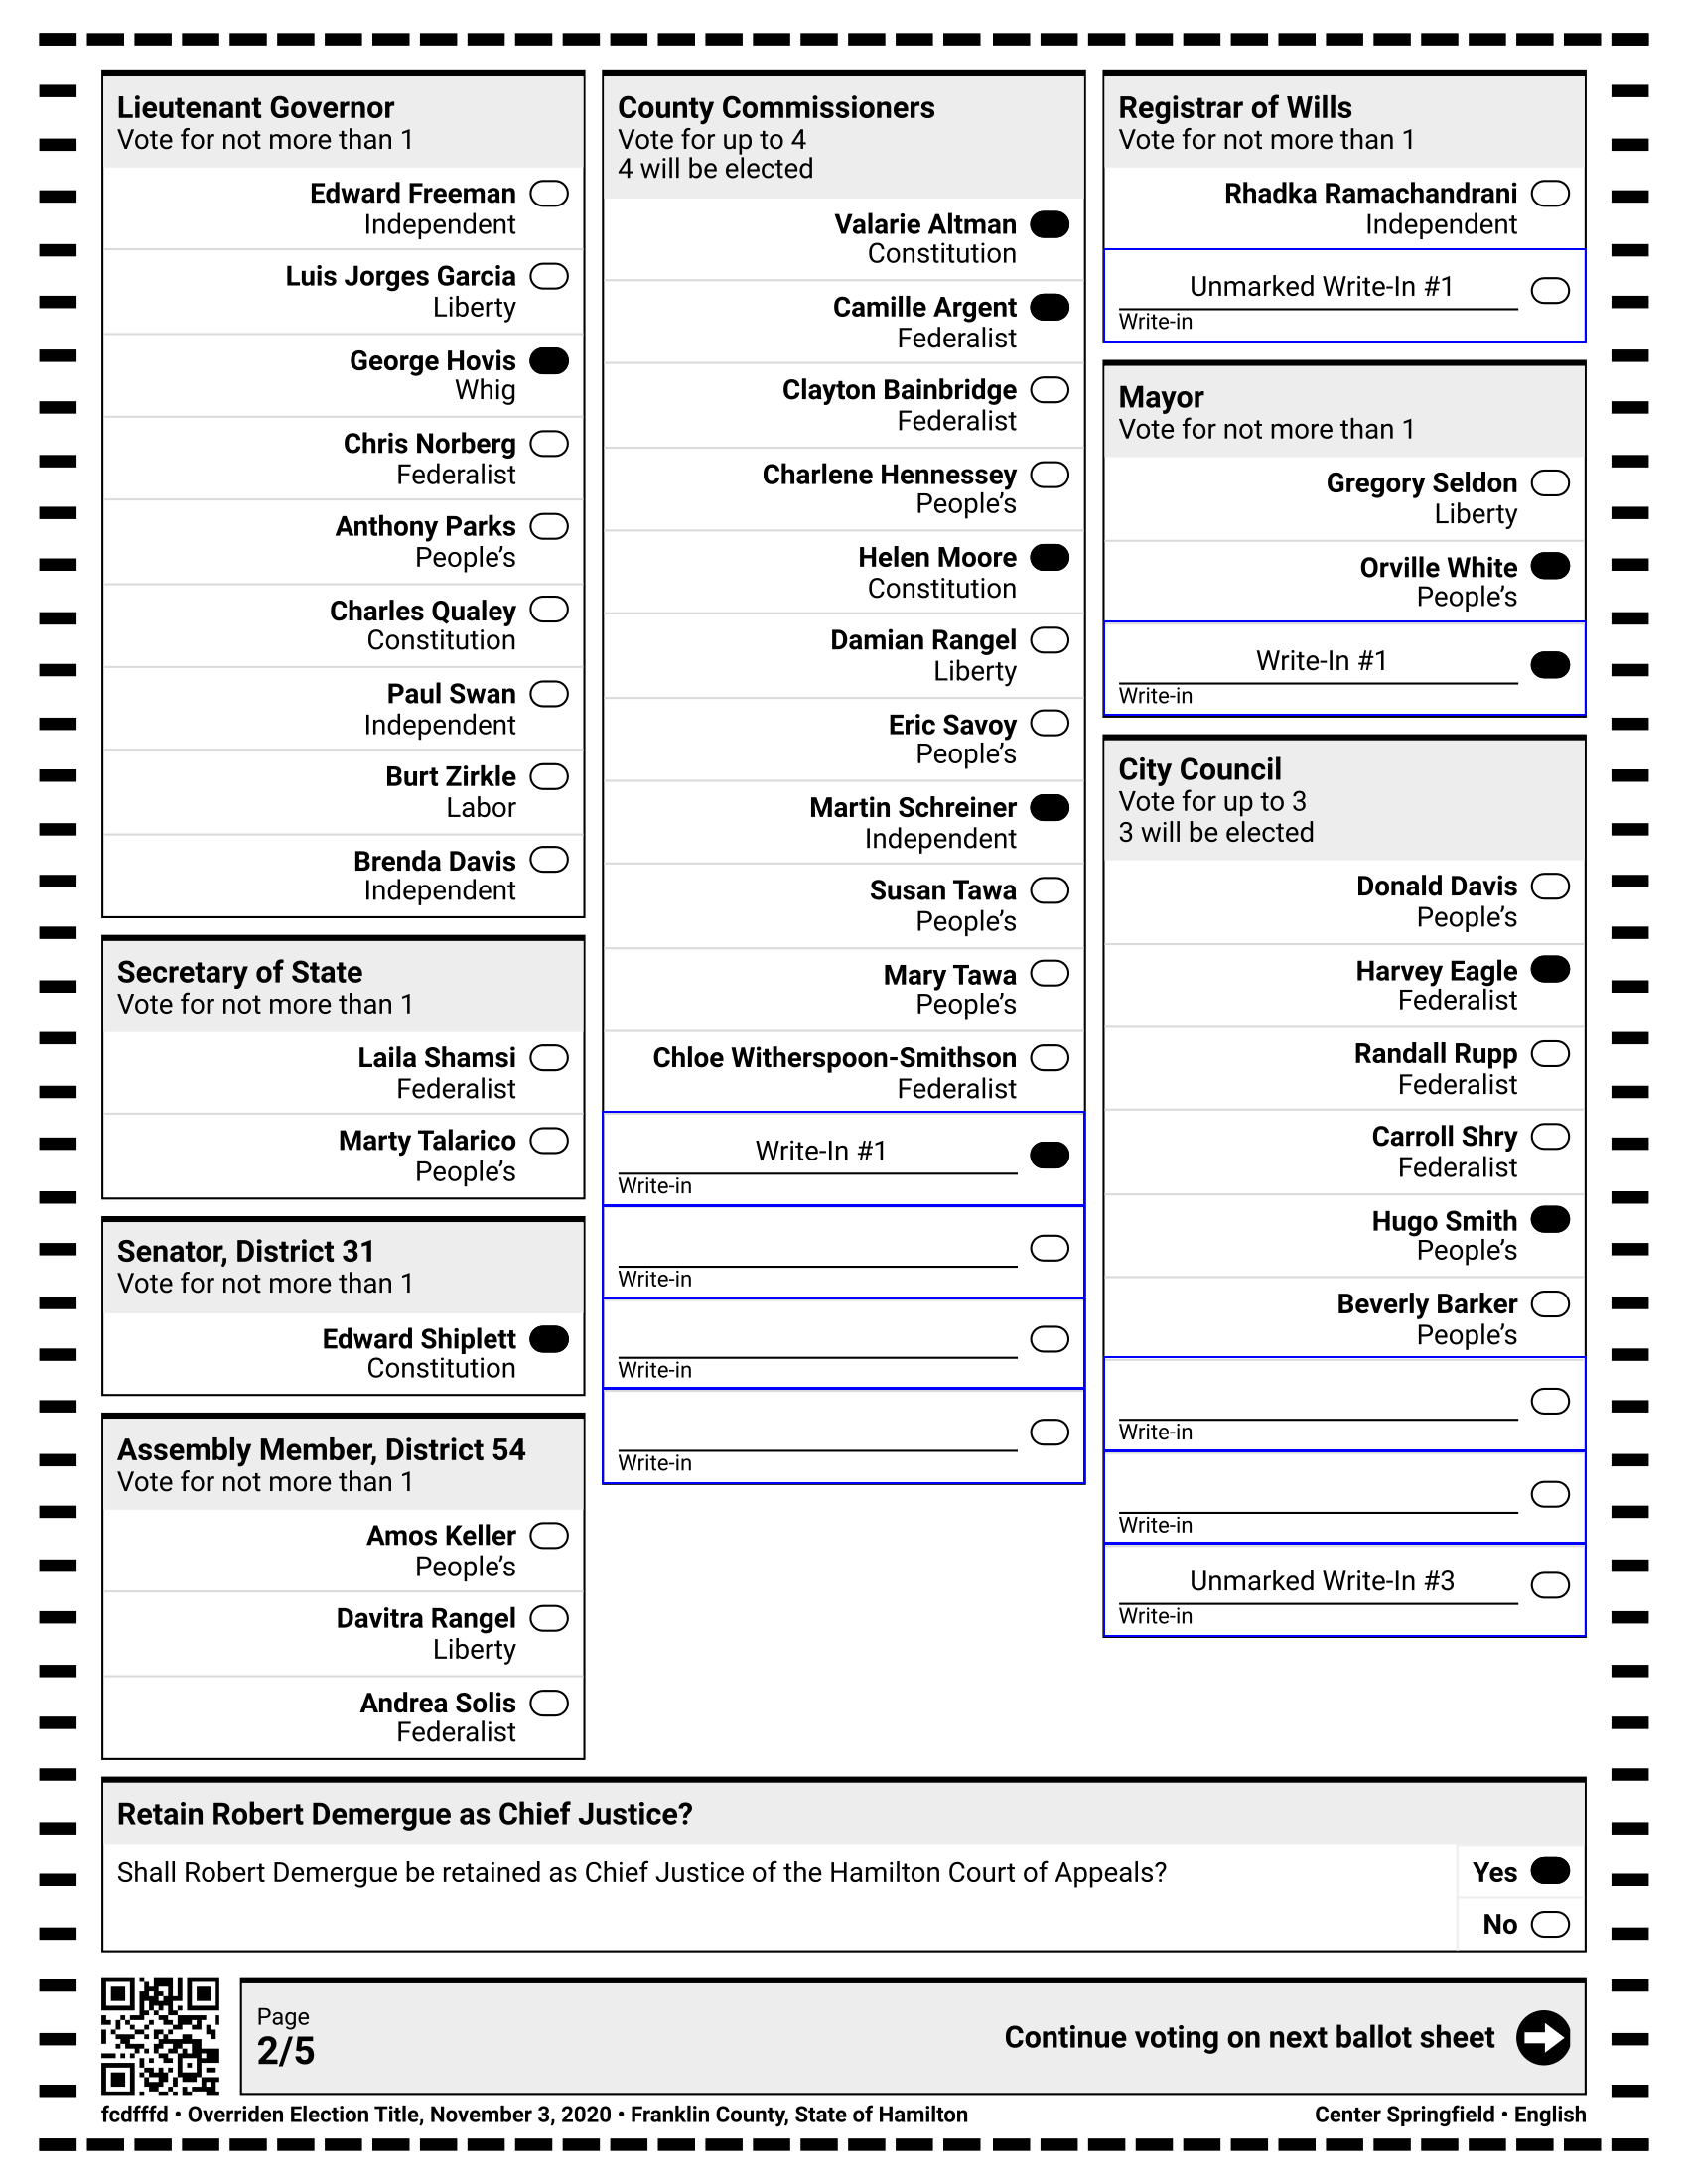 Lieutenant Governor
Vote for not more than 1
Edward Freeman
Independent
Luis Jorges Garcia
Liberty
George Hovis
Whig
Chris Norberg
Federalist
Anthony Parks
People’s
Charles Qualey
Constitution
Paul Swan
Independent
Burt Zirkle
Labor
Brenda Davis
Independent
Secretary of State
Vote for not more than 1
Laila Shamsi
Federalist
Marty Talarico
People’s
Senator, District 31
Vote for not more than 1
Edward Shiplett
Constitution
Assembly Member, District 54
Vote for not more than 1
Amos Keller
People’s
Davitra Rangel
Liberty
Andrea Solis
Federalist
County Commissioners
Vote for up to 4
4 will be elected
Valarie Altman
Constitution
Camille Argent
Federalist
Clayton Bainbridge
Federalist
Charlene Hennessey
People’s
Helen Moore
Constitution
Damian Rangel
Liberty
Eric Savoy
People’s
Martin Schreiner
Independent
Susan Tawa
People’s
Mary Tawa
People’s
Chloe Witherspoon-Smithson
Federalist
Write-In #1
Write-in
Write-in
Write-in
Write-in
Registrar of Wills
Vote for not more than 1
Rhadka Ramachandrani
Independent
Unmarked Write-In #1
Write-in
Mayor
Vote for not more than 1
Gregory Seldon
Liberty
Orville White
People’s
Write-In #1
Write-in
City Council
Vote for up to 3
3 will be elected
Donald Davis
People’s
Harvey Eagle
Federalist
Randall Rupp
Federalist
Carroll Shry
Federalist
Hugo Smith
People’s
Beverly Barker
People’s
Write-in
Write-in
Unmarked Write-In #3
Write-in
Retain Robert Demergue as Chief Justice?
Shall Robert Demergue be retained as Chief Justice of the Hamilton Court of Appeals?
Yes
No
Page
2/5
Continue voting on next ballot sheet
fcdfffd • Overriden Election Title, November 3, 2020 • Franklin County, State of Hamilton
Center Springfield • English